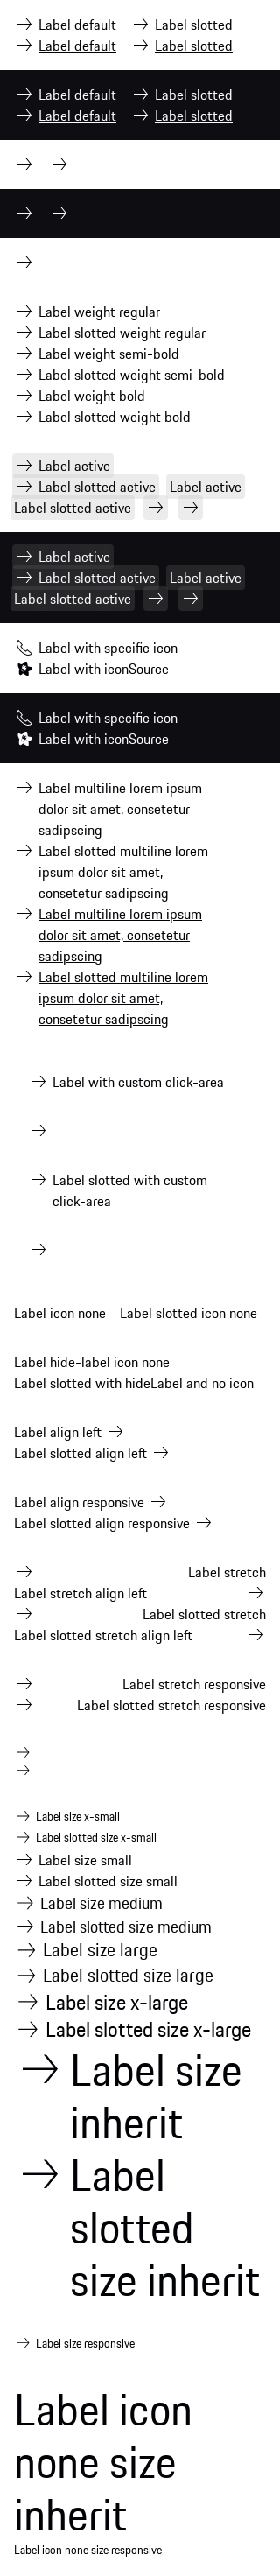 Label default Label slotted
Label default Label slotted
Label default Label slotted
Label default Label slotted
Label weight regular
Label slotted weight regular
Label weight semi-bold
Label slotted weight semi-bold
Label weight bold
Label slotted weight bold
Label active
Label slotted active Label active
Label slotted active
Label active
Label slotted active Label active
Label slotted active
Label with specific icon
Label with iconSource
Label with specific icon
Label with iconSource
Label multiline lorem ipsum
dolor sit amet, consetetur
sadipscing
Label slotted multiline lorem
ipsum dolor sit amet,
consetetur sadipscing
Label multiline lorem ipsum
dolor sit amet, consetetur
sadipscing
Label slotted multiline lorem
ipsum dolor sit amet,
consetetur sadipscing
Label with custom click-area
Label slotted with custom
click-area
Label icon none Label slotted icon none
Label hide-label icon none
Label slotted with hideLabel and no icon
Label align left
Label slotted align left
Label align responsive
Label slotted align responsive
Label stretch
Label stretch align left
Label slotted stretch
Label slotted stretch align left
Label stretch responsive
Label slotted stretch responsive
Label size x-small
Label slotted size x-small
Label size small
Label slotted size small
Label size medium
Label slotted size medium
Label size large
Label slotted size large
Label size x-large
Label slotted size x-large
Label size
inherit
Label
slotted
size inherit
Label size responsive
Label icon
none size
inherit
Label icon none size responsive